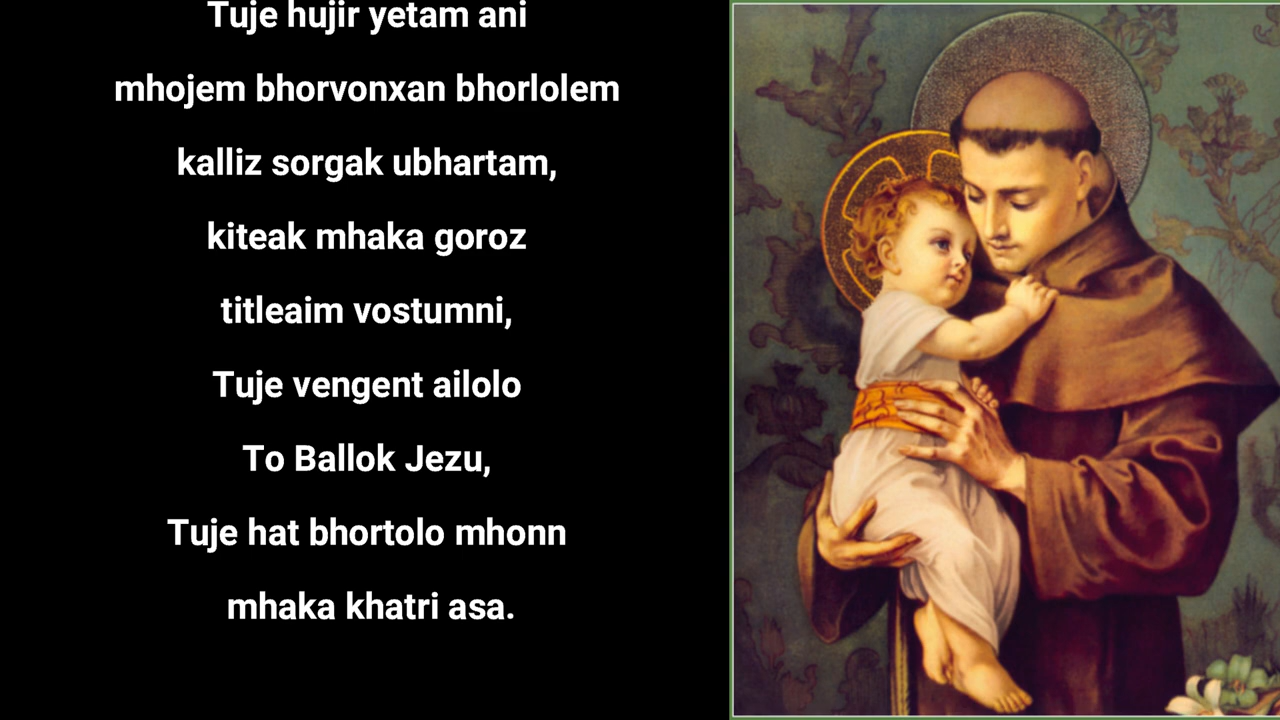 Tuje hujir yetam ani
mhojem bhorvonxan bhorlolem
kalliz sorgak ubhartam,
kiteak mhaka goroz
titleaim vostumni,
Tuje vengent ailolo
To Ballok Jezu,
Tuje hat bhortolo mhonn
mhaka khatri asa.